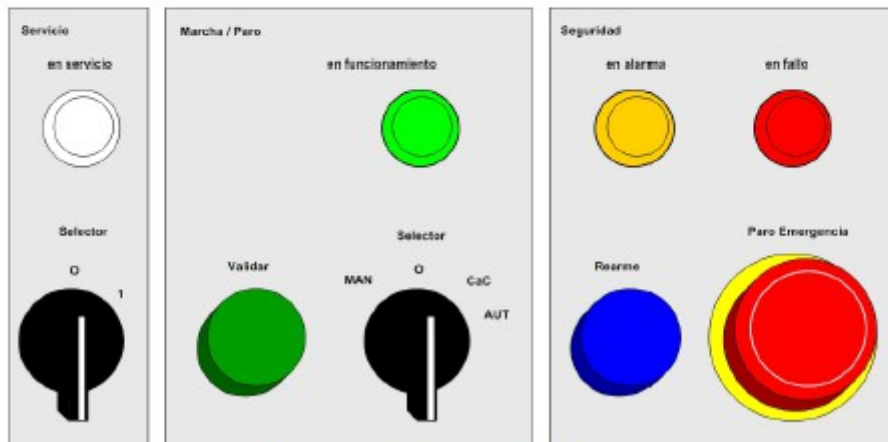 Servicio
en servicio
Selector
O
1
Marcha / Paro
en funcionamiento
Validar
Selector
MAN
O
CaC
AUT
Seguridad
en alarma
en fallo
Rearme
Paro Emergencia